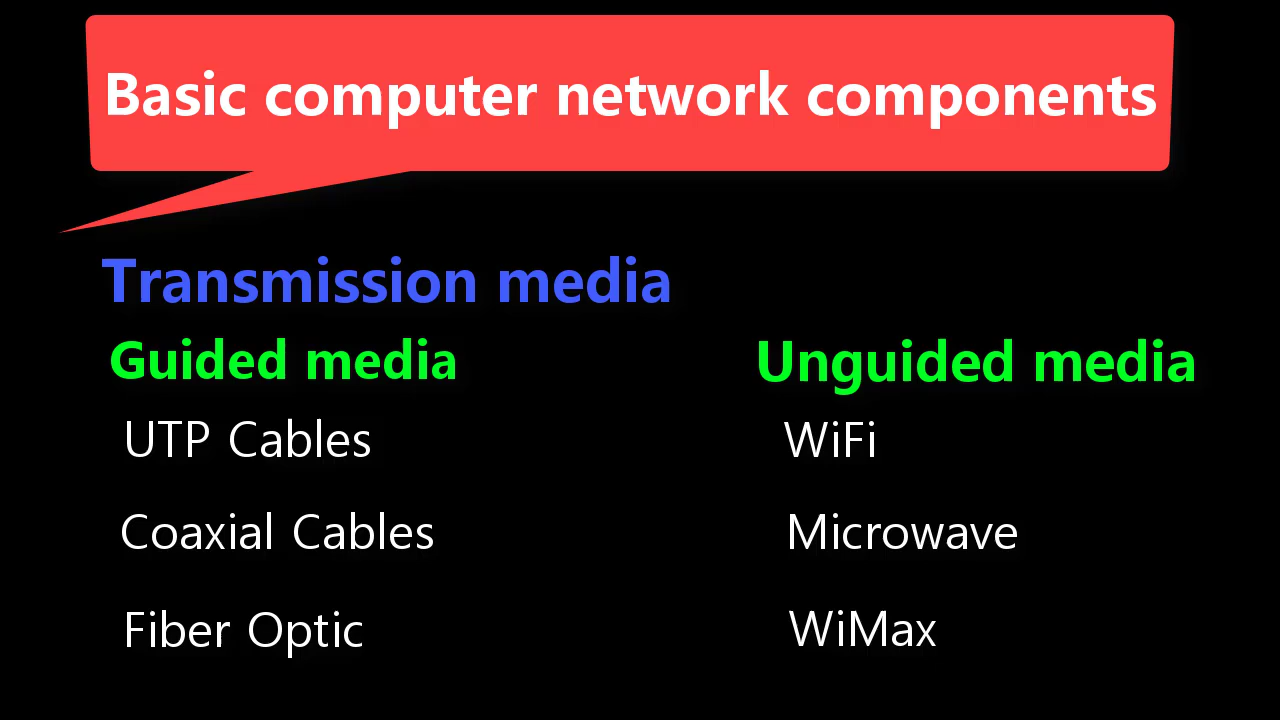 Basic computer network components
Transmission media
Guided media
UTP Cables
Coaxial Cables
Fiber Optic
Unguided media
WiFi
Microwave
WiMax